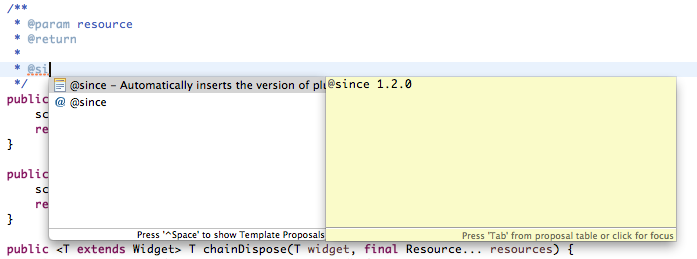 /**
* @param resource
* @return
*
* @si
*/
@since – Automatically inserts the version of plu
@since
@since 1.2.0
public
sc
re
}
public
sc
re
}
Press '^Space' to show Template Proposals
Press 'Tab' from proposal table or click for focus
public <T extends Widget> T chainDispose(T widget, final Resource... resources) {